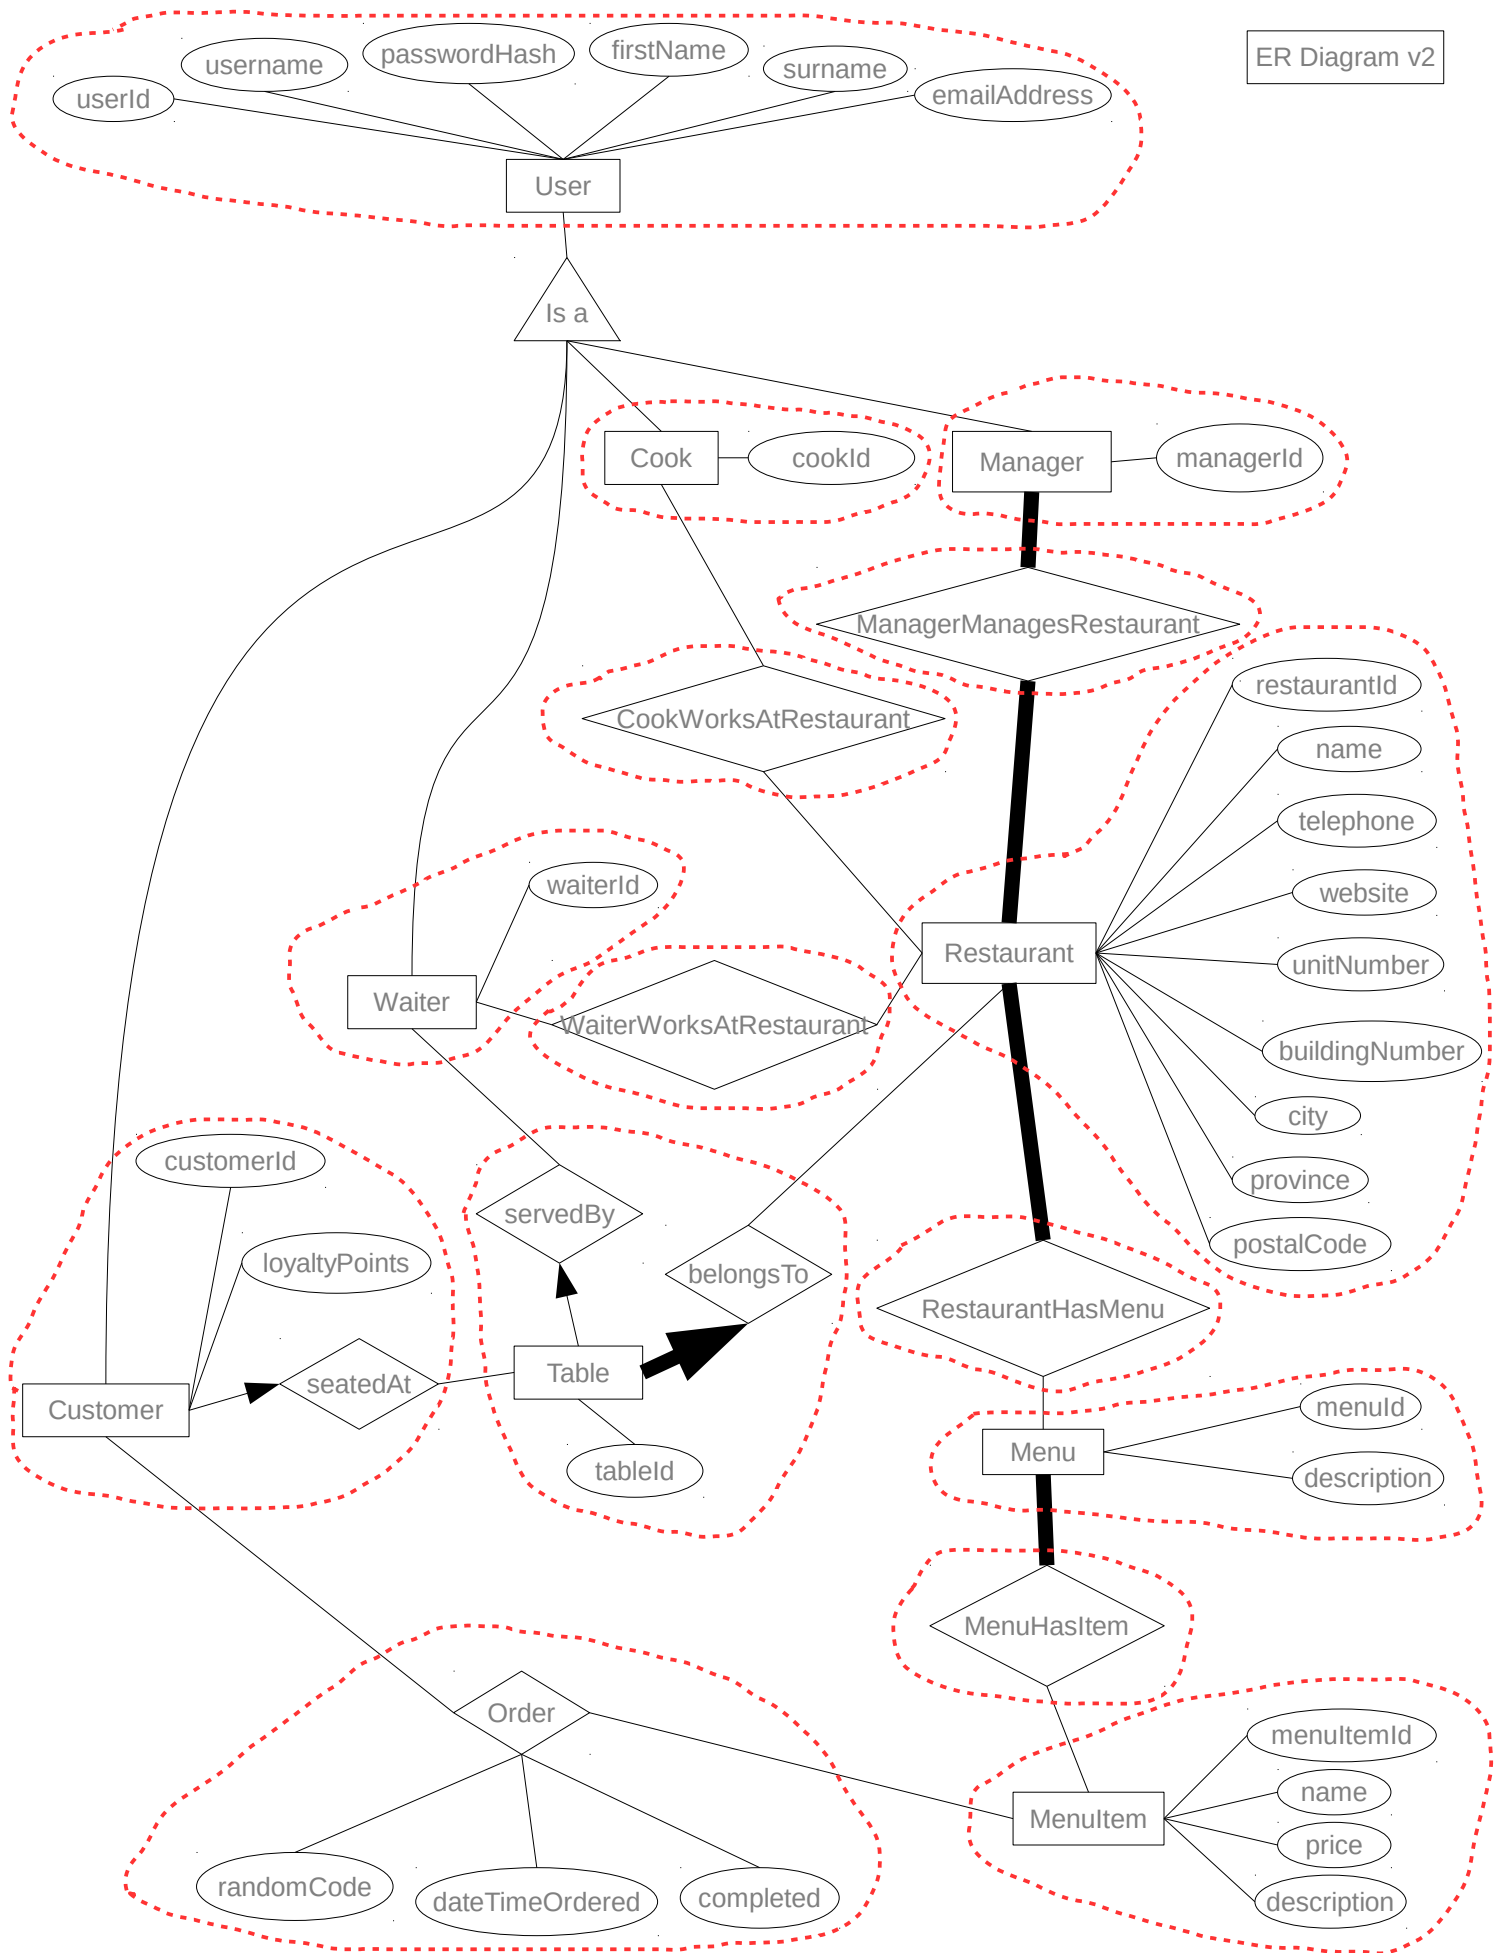 ER Diagram v2
userId
username
passwordHash
firstName
surname
emailAddress
User
Is a
Cook
cookId
Manager
managerId
ManagerManagesRestaurant
CookWorksAtRestaurant
restaurantId
name
telephone
website
unitNumber
buildingNumber
city
province
postalCode
Restaurant
waiterId
Waiter
WaiterWorksAtRestaurant
customerId
loyaltyPoints
seatedAt
Customer
servedBy
belongsTo
Table
tableId
RestaurantHasMenu
Menu
menuId
description
MenuHasItem
Order
randomCode
dateTimeOrdered
completed
MenuItem
menuItemId
name
price
description